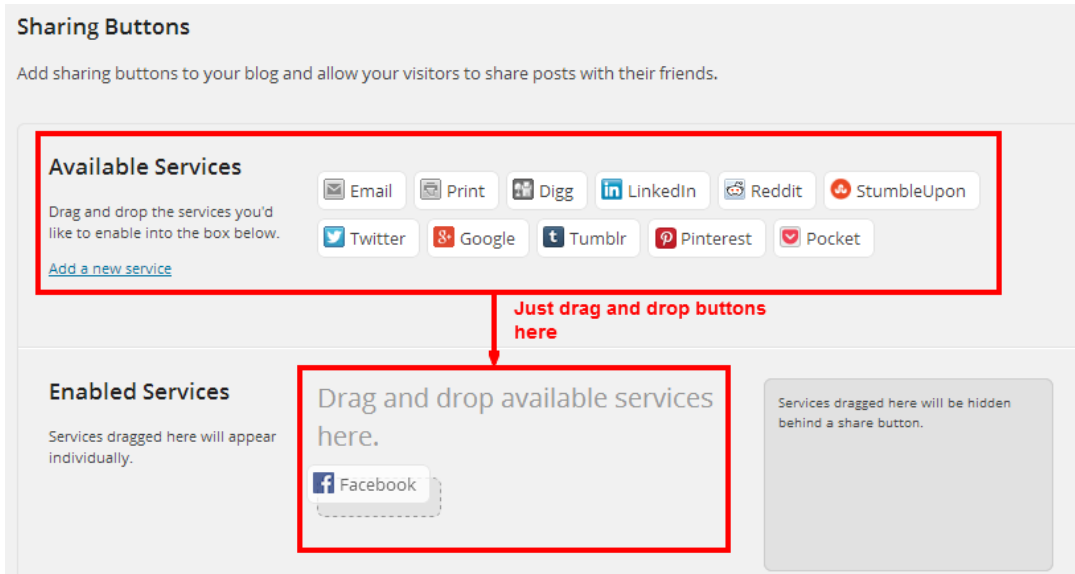 Sharing Buttons
Add sharing buttons to your blog and allow your visitors to share posts with their friends.
Available Services
Drag and drop the services you'd
like to enable into the box below.
Add a new service
Email Print Digg LinkedIn Reddit StumbleUpon
Twitter Google Tumblr Pinterest Pocket
Just drag and drop buttons
here
Enabled Services
Services dragged here will appear
individually.
Drag and drop available services
here.
Facebook
Services dragged here will be hidden
behind a share button.